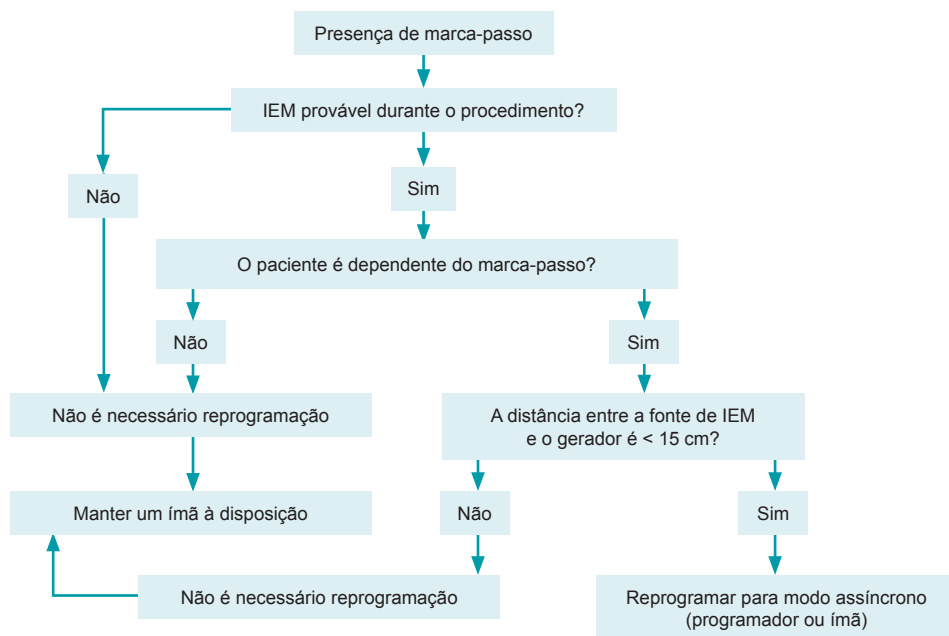 Presença de marca-passo
IEM provável durante o procedimento?
Não
Sim
O paciente é dependente do marca-passo?
Não
Sim
Não é necessário reprogramação
A distância entre a fonte de IEM
e o gerador é < 15 cm?
Manter um ímã à disposição
Não
Sim
Não é necessário reprogramação
Reprogramar para modo assíncrono
(programador ou ímã)